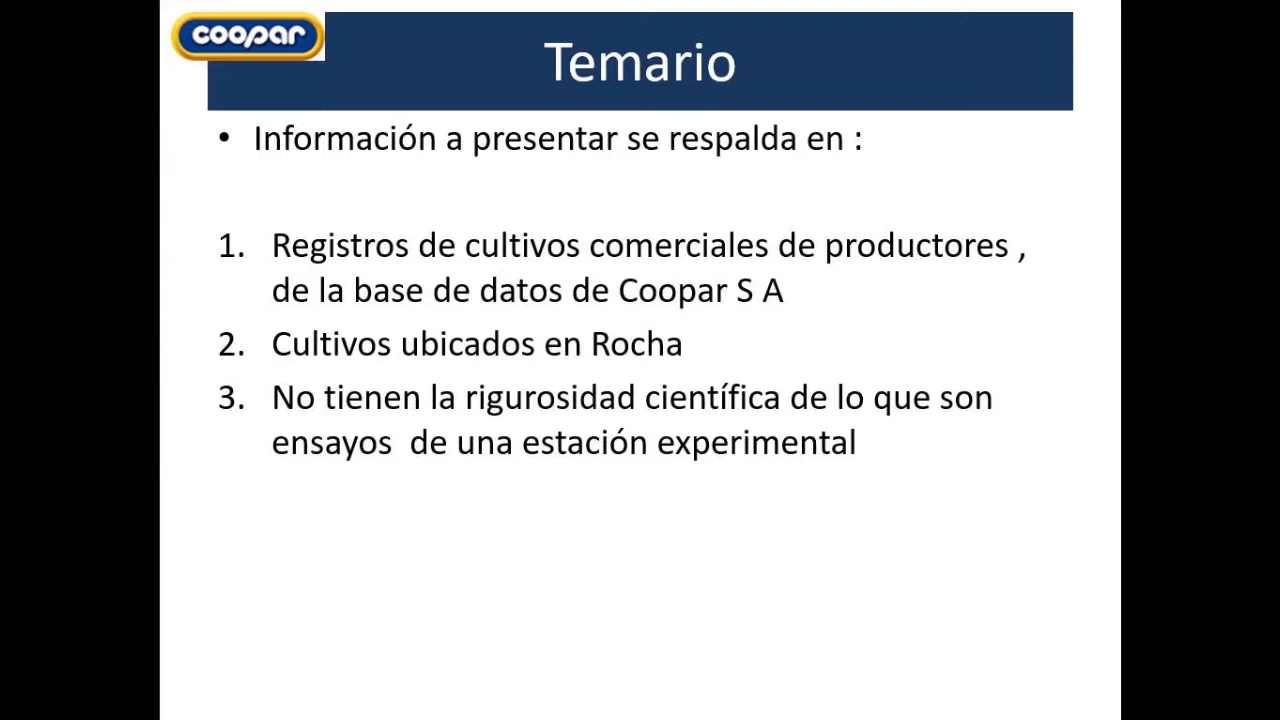 coopar
Temario
• Información a presentar se respalda en :
1. Registros de cultivos comerciales de productores ,
de la base de datos de Coopar S A
2. Cultivos ubicados en Rocha
3. No tienen la rigurosidad científica de lo que son
ensayos  de una estación experimental